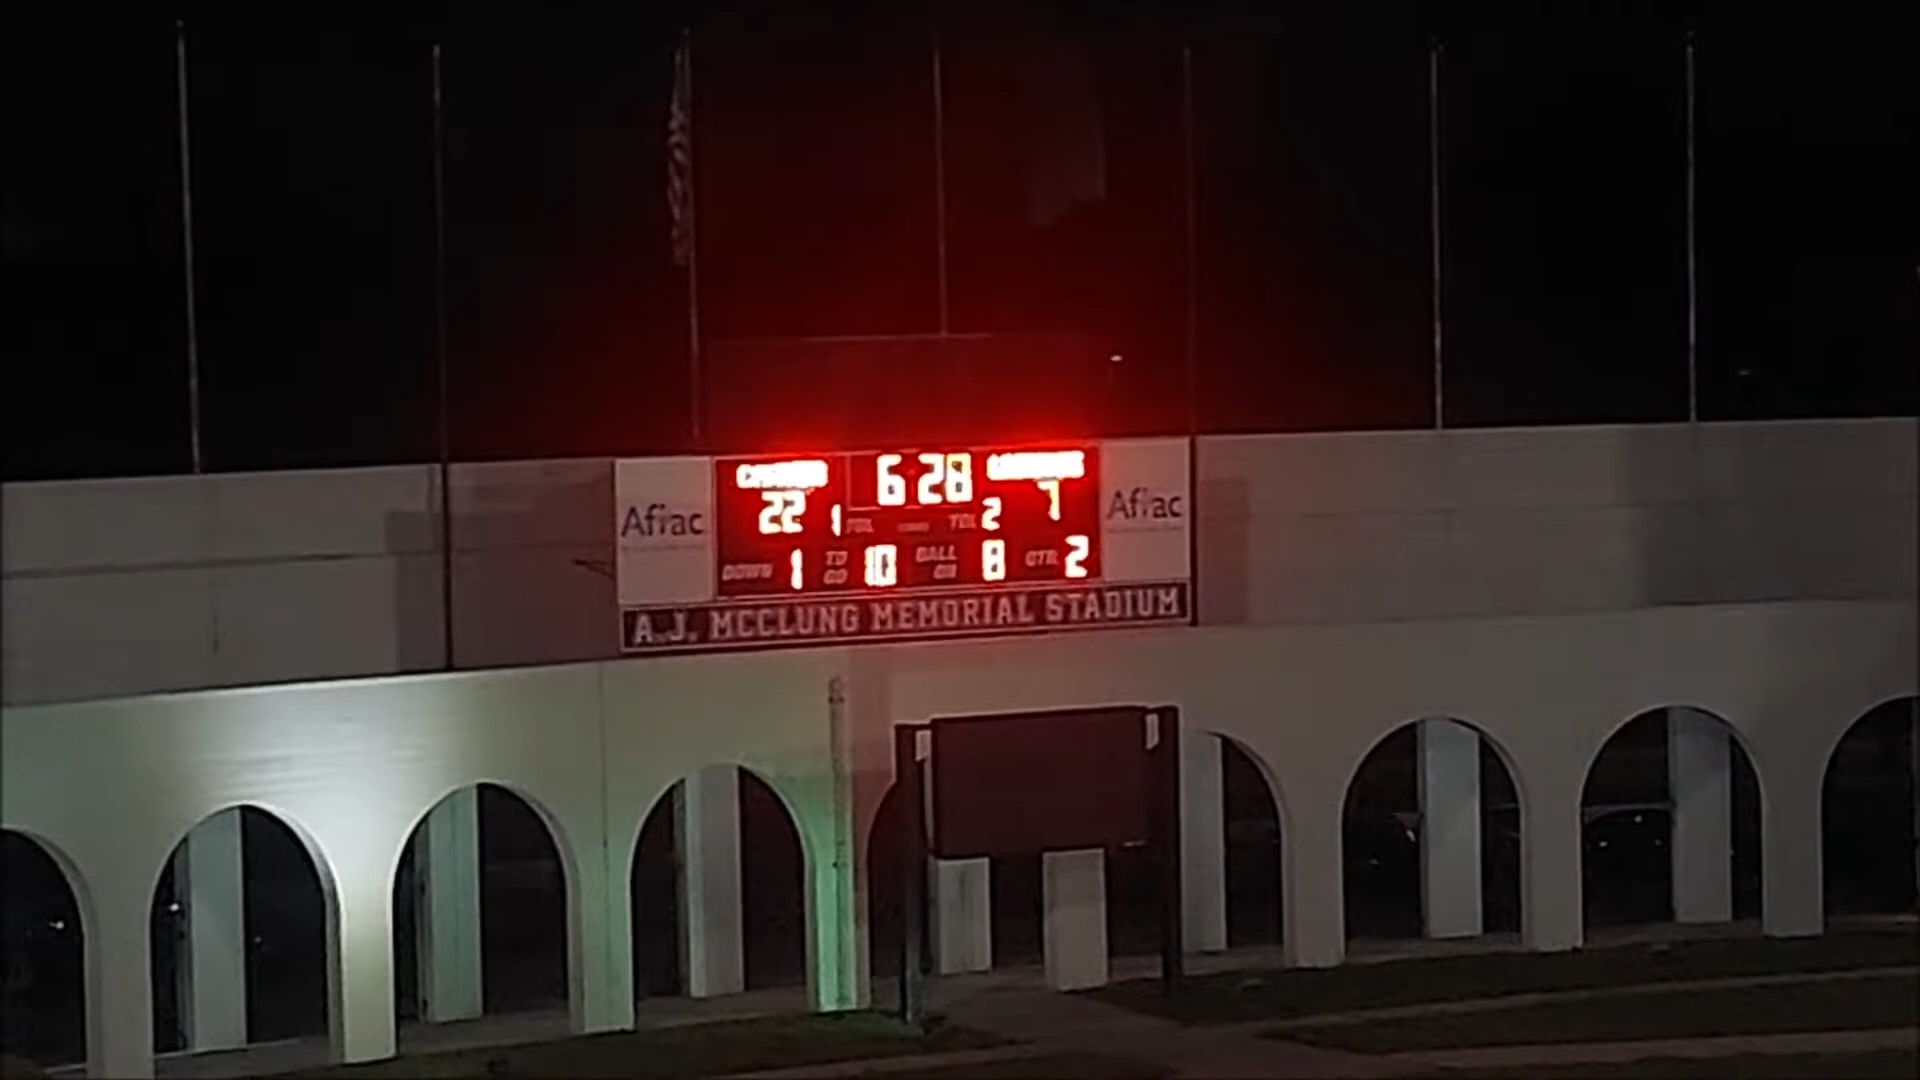 6 28
22 1 TOL TOL 2 7
Aflac
Aflac
DOWN 1 TO GO 10 BALL ON 8 QTR 2
A.J. MCCLUNG MEMORIAL STADIUM